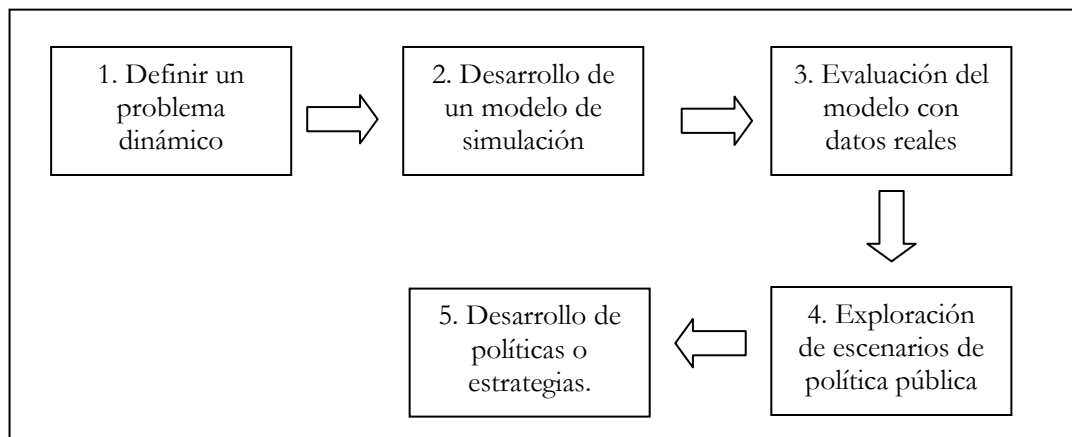 1. Definir un
problema
dinámico
2. Desarrollo de
un modelo de
simulación
3. Evaluación del
modelo con
datos reales
4. Exploración
de escenarios de
política pública
5. Desarrollo de
políticas o
estrategias.